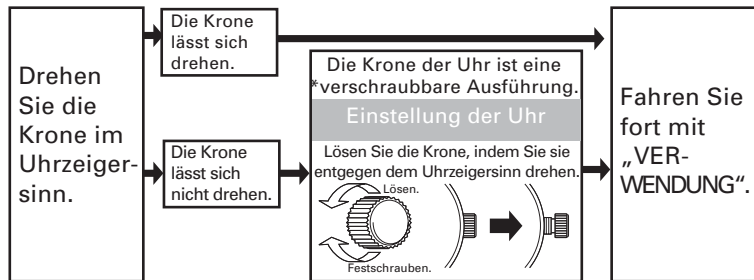 Drehen
Sie die
Krone im
Uhrzeiger-
sinn.
Die Krone
lässt sich
drehen.
Die Krone
lässt sich
nicht drehen.
Die Krone der Uhr ist eine
*verschraubbare Ausführung.
Einstellung der Uhr
Lösen Sie die Krone, indem Sie sie
entgegen dem Uhrzeigersinn drehen.
Lösen.
Festschrauben.
Fahren Sie
fort mit
„VER-
WENDUNG“.